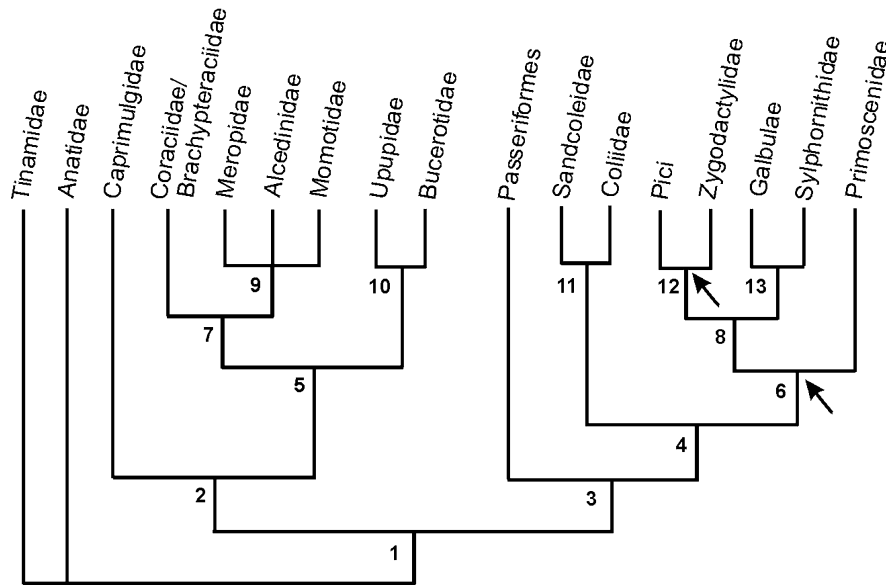 Tinamidae
Anatidae
Caprimulgidae
Coraciidae/
Brachypteraciidae
Meropidae
Alcedinidae
Momotidae
Upupidae
Bucerotidae
Passeriformes
Sandcoleidae
Coliidae
Pici
Zygodactylidae
Galbulae
Sylphornithidae
Primoscenidae
9
10
11
12
13
7
8
5
6
4
2
3
1